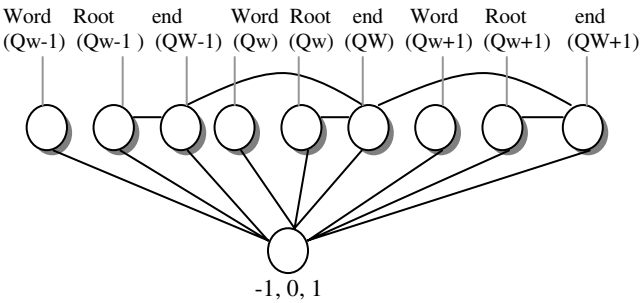 Word Root end Word Root end Word Root end
(Qw-1) (Qw-1 ) (QW-1) (Qw) (Qw) (QW) (Qw+1) (Qw+1) (QW+1)
-1, 0, 1